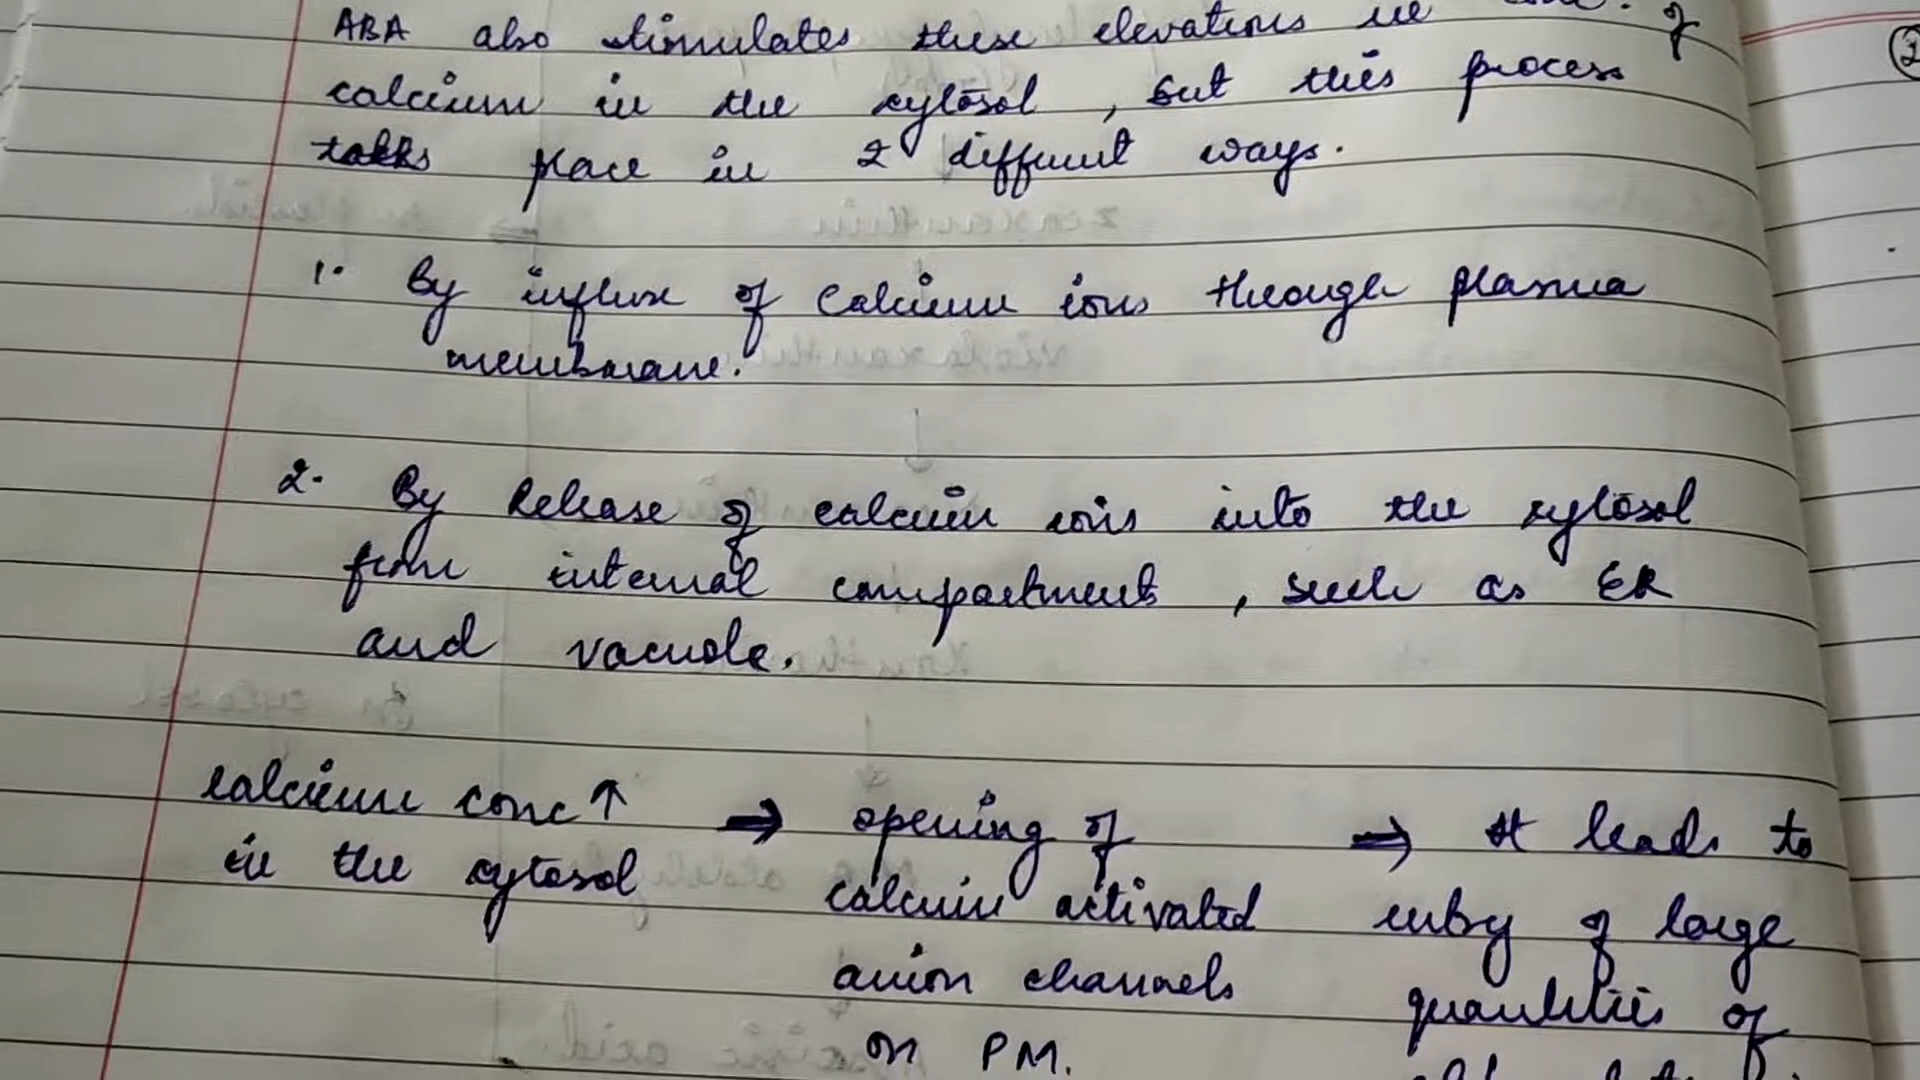 ABA also stimulates these elevations in conc. of
calcium in the cytosol, but this process
takes place in 2 different ways.
1. By influx of Calcium ions through plasma
membrane.
2. By Release of calcium ions into the cytosol
from internal compartments, such as ER
and vacuole.
calcium conc ↑ ⇒ opening of ⇒ It leads to
in the cytosol calcium activated entry of large
anion channels quantities of
on PM.